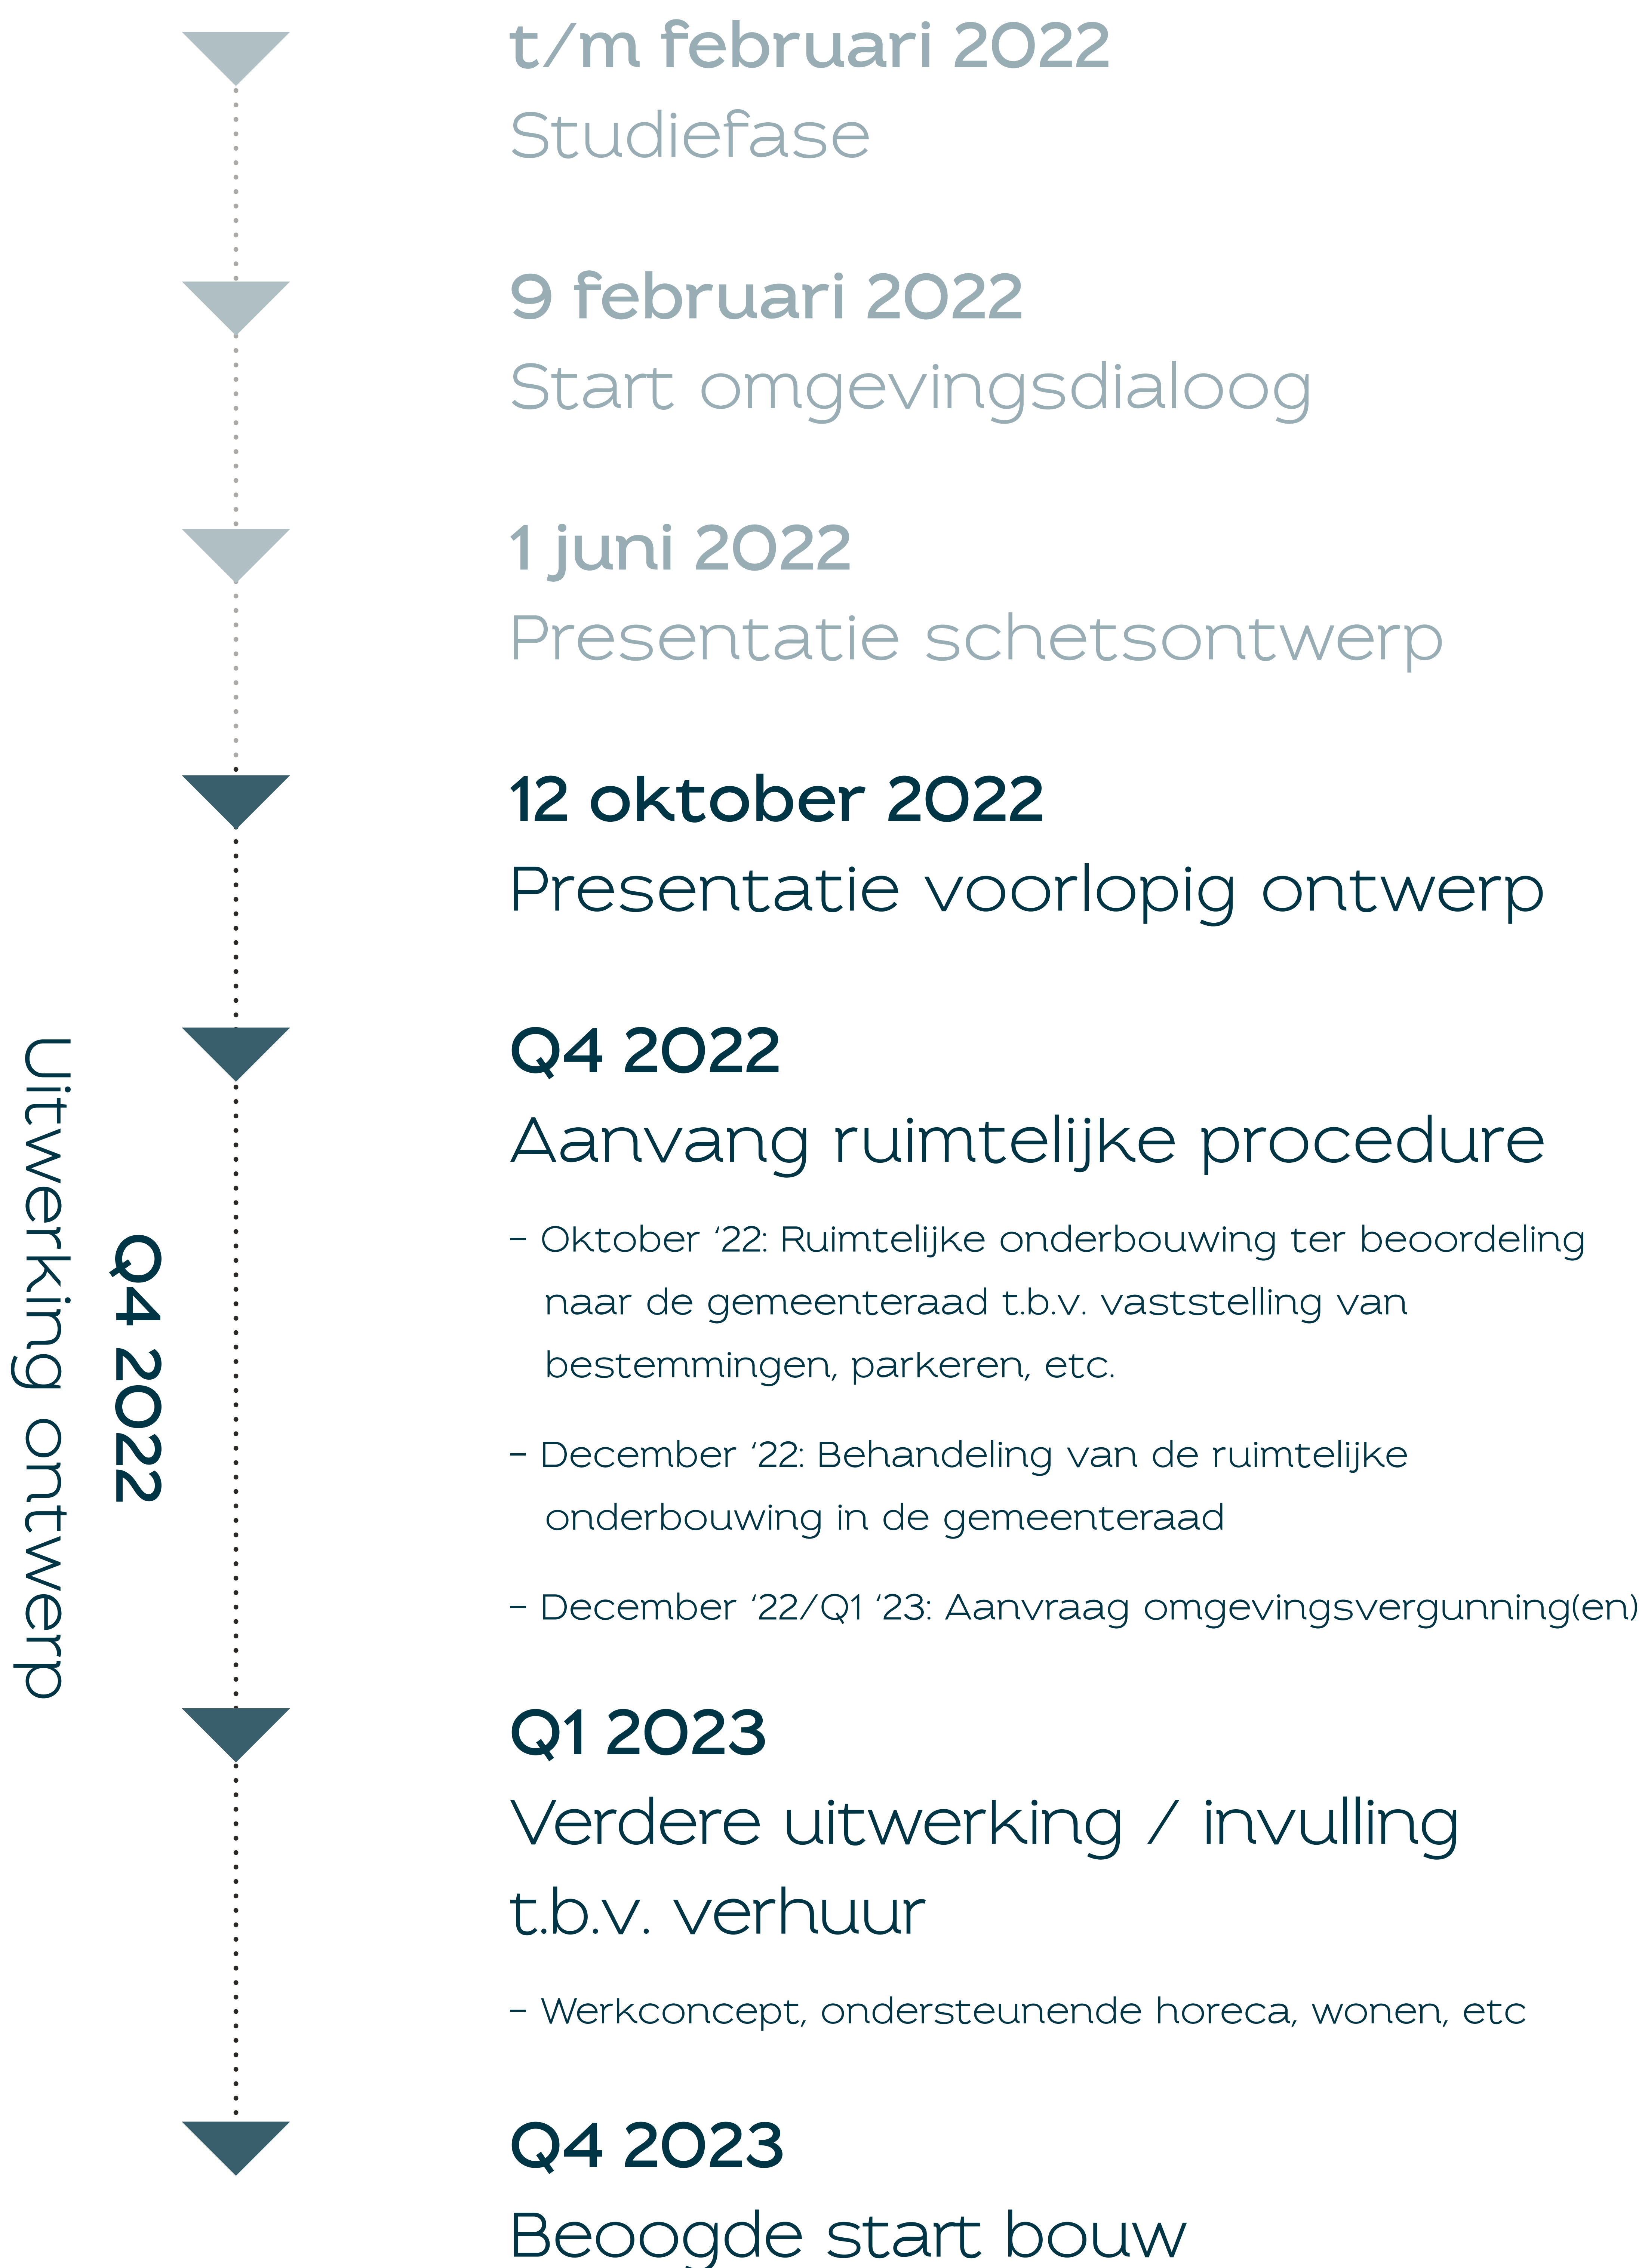 t/m februari 2022
Studiefase
9 februari 2022
Start omgevingsdialoog
1 juni 2022
Presentatie schetsontwerp
12 oktober 2022
Presentatie voorlopig ontwerp
Q4 2022
Uitwerking ontwerp
Q4 2022
Aanvang ruimtelijke procedure
- Oktober ‘22: Ruimtelijke onderbouwing ter beoordeling
naar de gemeenteraad t.b.v. vaststelling van
bestemmingen, parkeren, etc.
- December ‘22: Behandeling van de ruimtelijke
onderbouwing in de gemeenteraad
- December ‘22/Q1 ‘23: Aanvraag omgevingsvergunning(en)
Q1 2023
Verdere uitwerking / invulling
t.b.v. verhuur
- Werkconcept, ondersteunende horeca, wonen, etc
Q4 2023
Beoogde start bouw